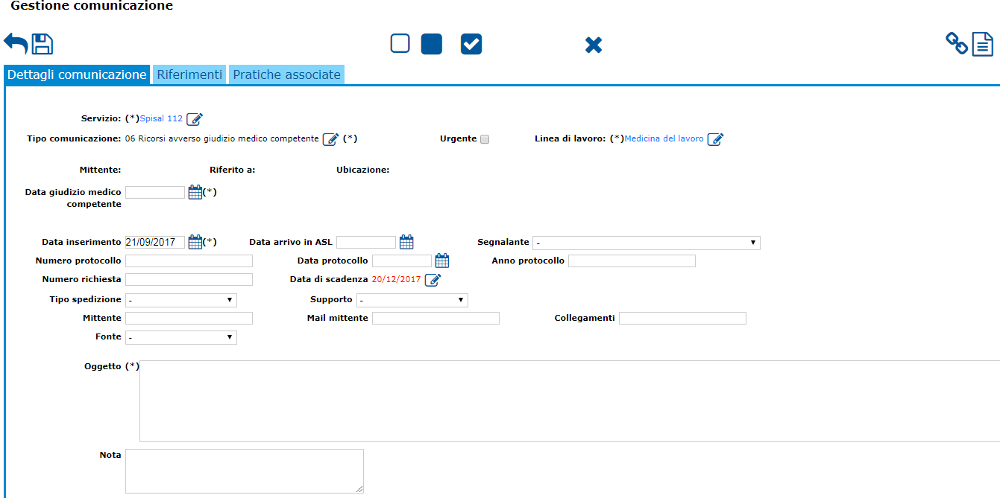 Gestione comunicazione
Dettagli comunicazione Riferimenti Pratiche associate
Servizio: (*)Spisal 112
Tipo comunicazione: 06 Ricorsi avverso giudizio medico competente (*) Urgente Linea di lavoro: (*)Medicina del lavoro
Mittente: Riferito a: Ubicazione:
Data giudizio medico (*)
competente
Data inserimento 21/09/2017 (*) Data arrivo in ASL Segnalante -
Numero protocollo Data protocollo Anno protocollo
Numero richiesta Data di scadenza 20/12/2017
Tipo spedizione - Supporto -
Mittente Mail mittente Collegamenti
Fonte -
Oggetto (*)
Nota